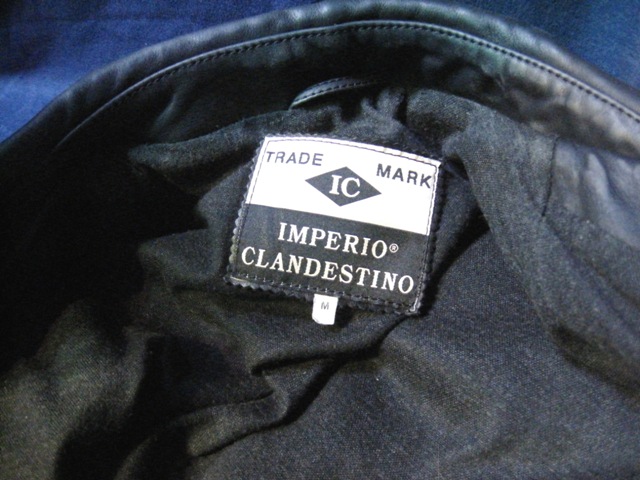 TRADE MARK
IC
IMPERIO®
CLANDESTINO
M